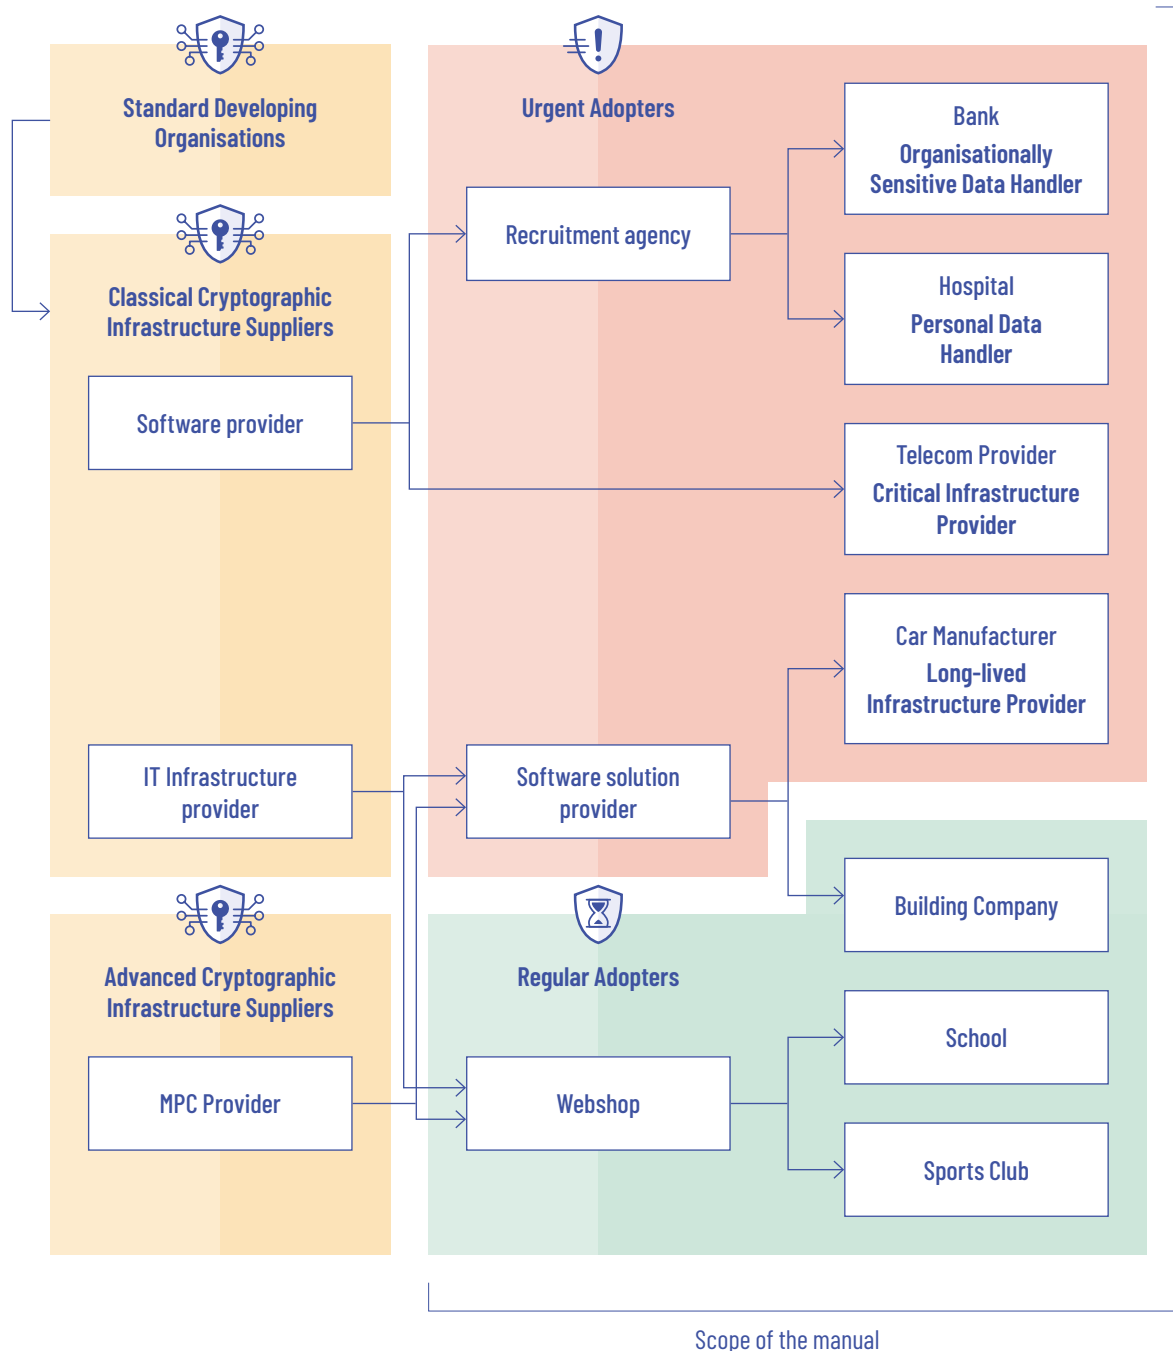 Standard Developing
Organisations
Classical Cryptographic
Infrastructure Suppliers
Software provider
IT Infrastructure
provider
Advanced Cryptographic
Infrastructure Suppliers
MPC Provider
Urgent Adopters
Recruitment agency
Bank
Organisationally
Sensitive Data Handler
Hospital
Personal Data
Handler
Telecom Provider
Critical Infrastructure
Provider
Car Manufacturer
Long-lived
Infrastructure Provider
Software solution
provider
Building Company
Regular Adopters
Webshop
School
Sports Club
Scope of the manual